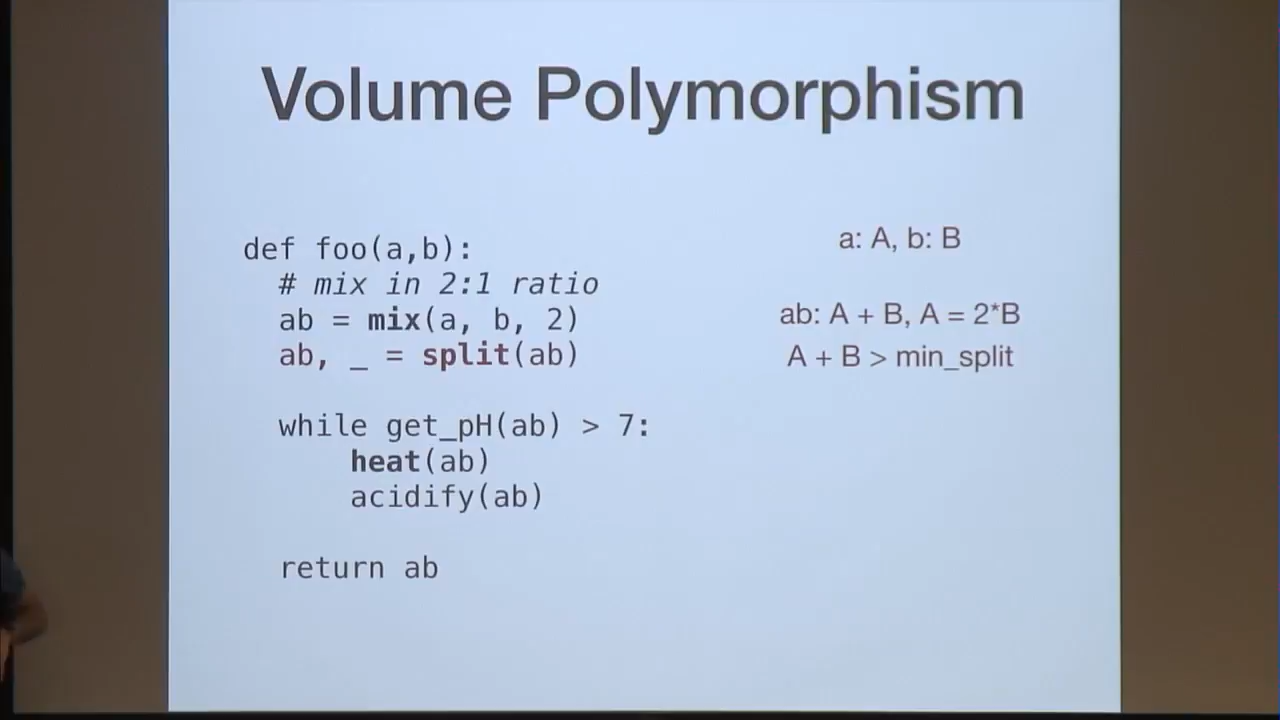 Volume Polymorphism
def foo(a,b):
# mix in 2:1 ratio
ab = mix(a, b, 2)
ab, _ = split(ab)
while get_pH(ab) > 7:
heat(ab)
acidify(ab)
return ab
a: A, b: B
ab: A + B, A = 2*B
A + B > min_split